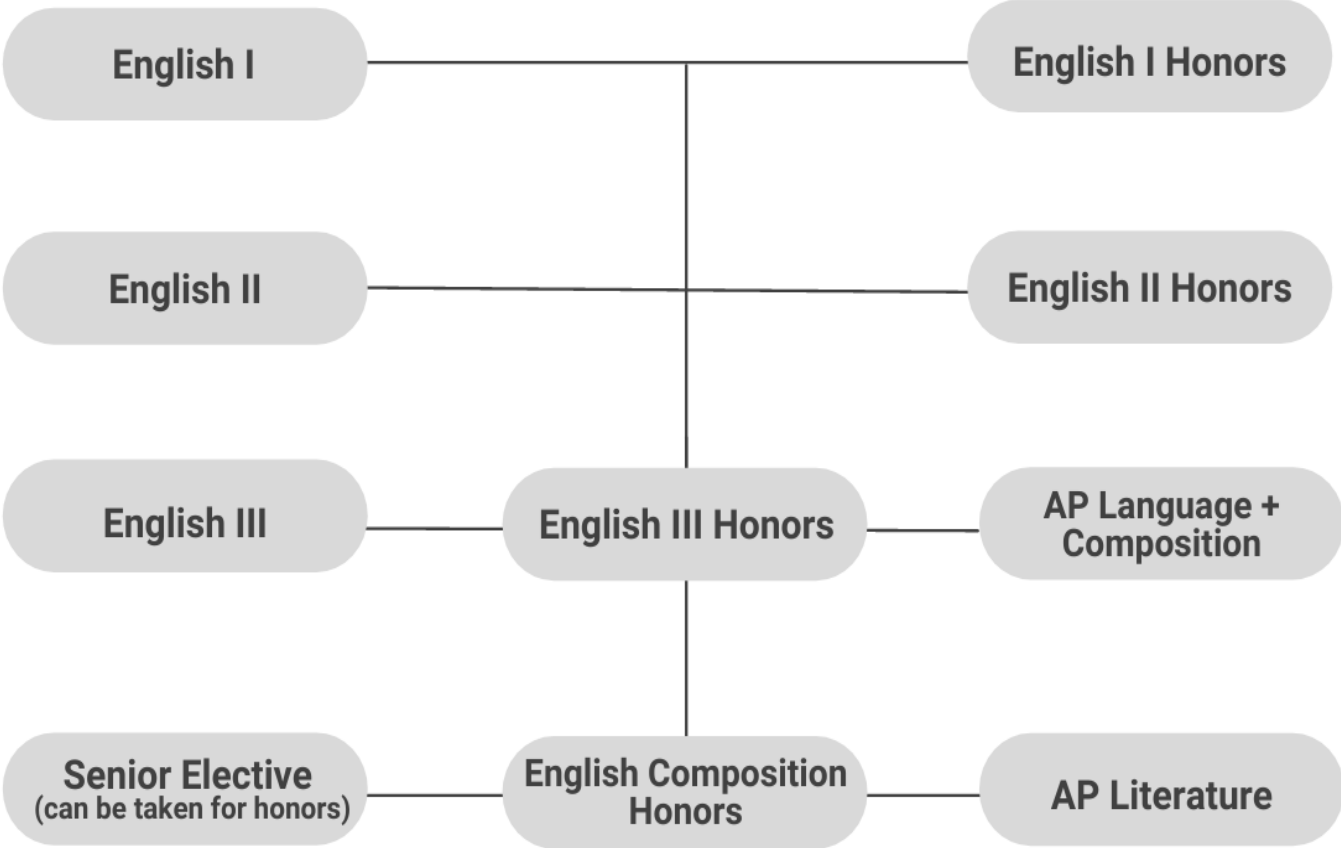 English I
English I Honors
English II
English II Honors
English III
English III Honors
AP Language +
Composition
Senior Elective
(can be taken for honors)
English Composition
Honors
AP Literature